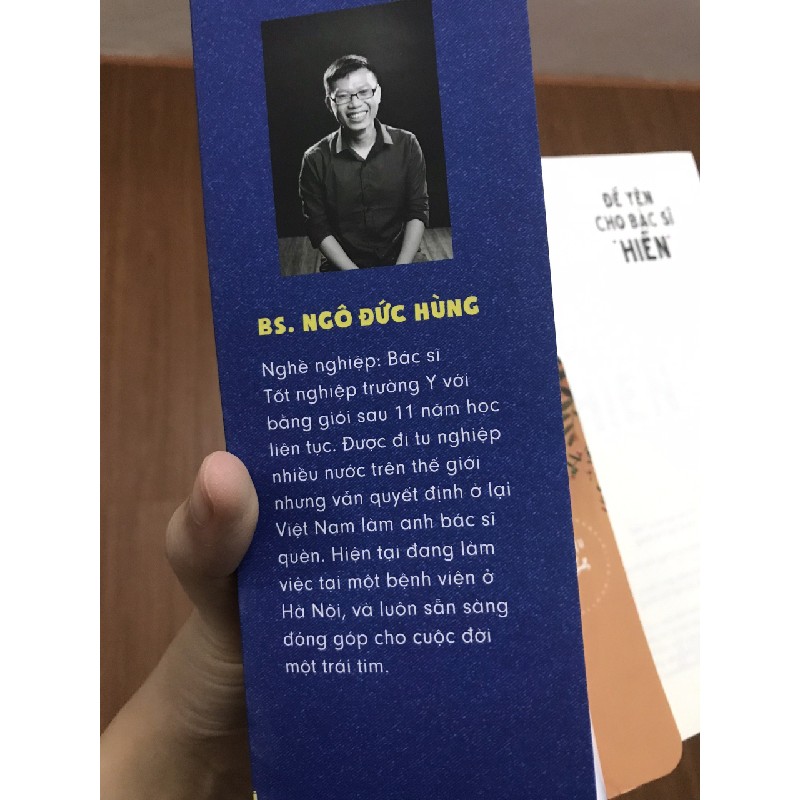 BS. NGÔ ĐỨC HÙNG
Nghề nghiệp: Bác sĩ
Tốt nghiệp trường Y với
bằng giỏi sau 11 năm học
liên tục. Được đi tu nghiệp
nhiều nước trên thế giới
nhưng vẫn quyết định ở lại
Việt Nam làm anh bác sĩ
quèn. Hiện tại đang làm
việc tại một bệnh viện ở
Hà Nội, và luôn sẵn sàng
đóng góp cho cuộc đời
một trái tim.
ĐỂ YÊN
CHO BÁC SĨ
"HIỀN"